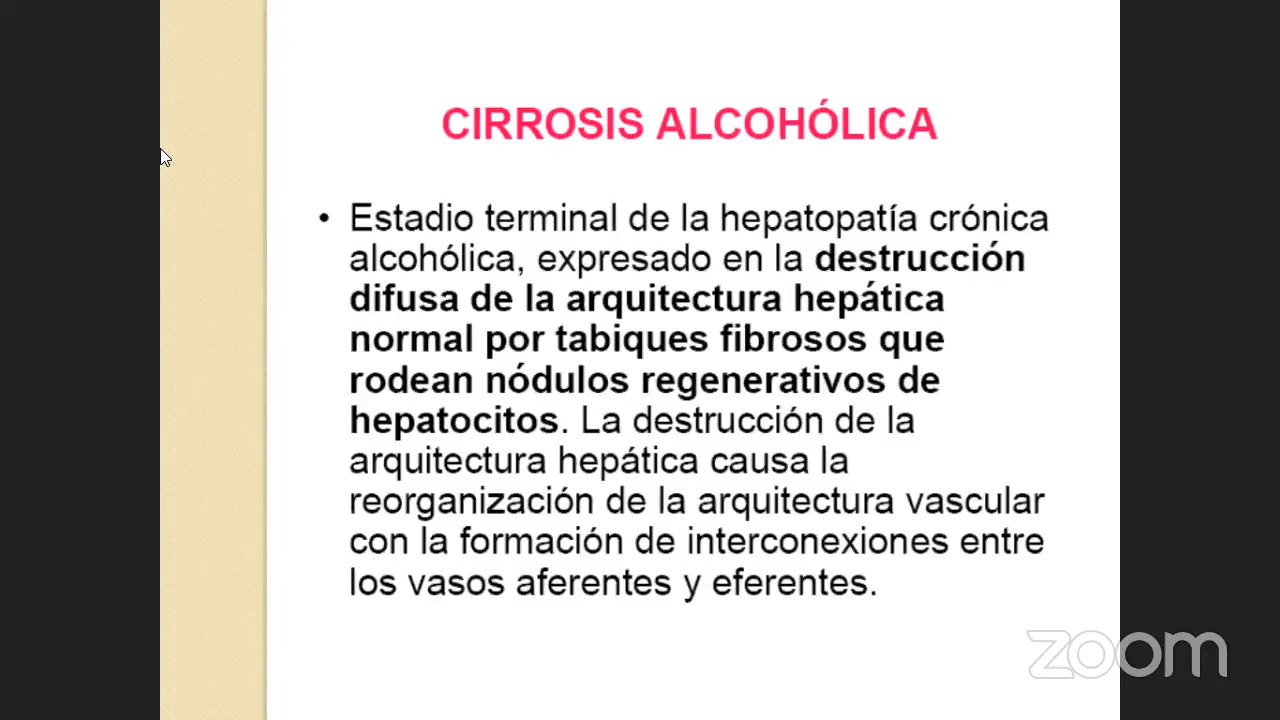 CIRROSIS ALCOHÓLICA
• Estadio terminal de la hepatopatía crónica
alcohólica, expresado en la destrucción
difusa de la arquitectura hepática
normal por tabiques fibrosos que
rodean nódulos regenerativos de
hepatocitos. La destrucción de la
arquitectura hepática causa la
reorganización de la arquitectura vascular
con la formación de interconexiones entre
los vasos aferentes y eferentes.
zoom